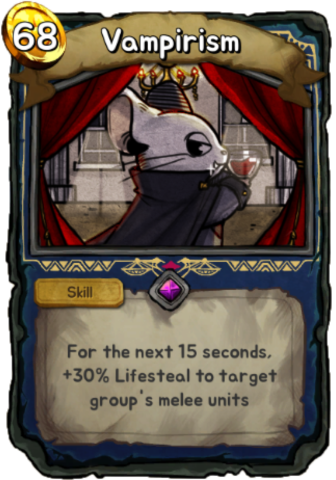 68
Vampirism
Skill
For the next 15 seconds,
+30% Lifesteal to target
group's melee units